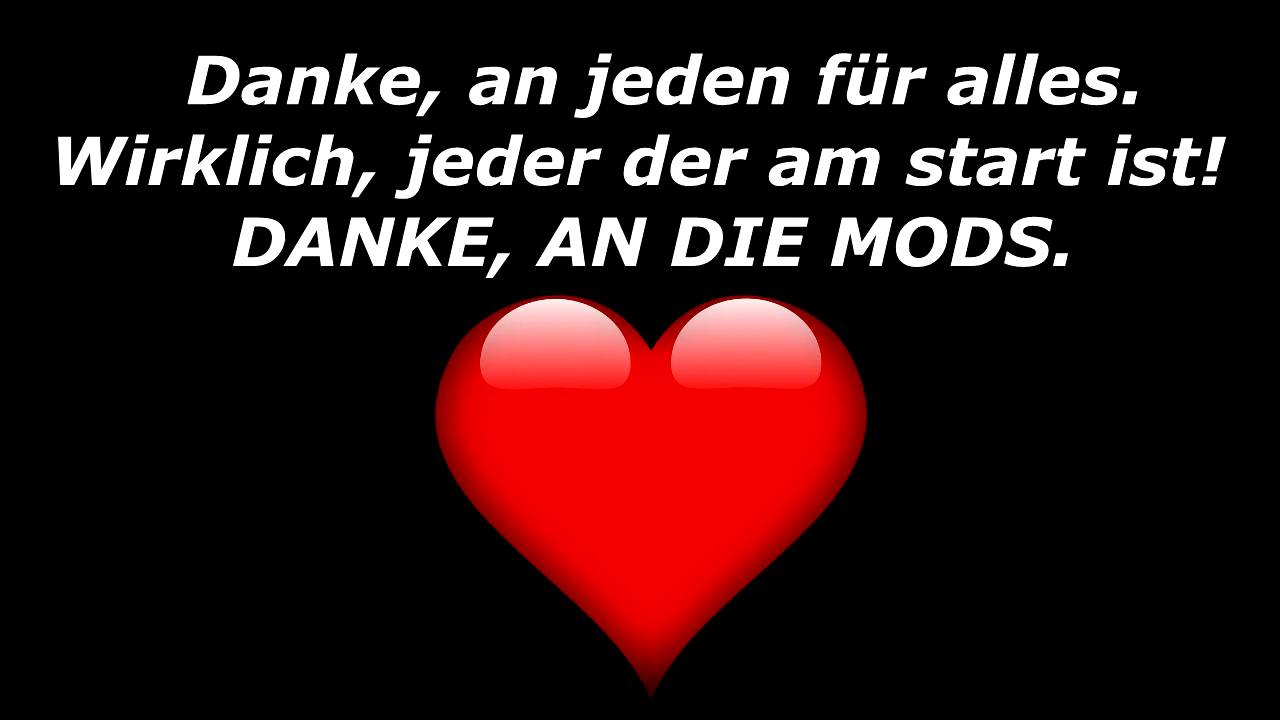 Danke, an jeden für alles.
Wirklich, jeder der am start ist!
DANKE, AN DIE MODS.